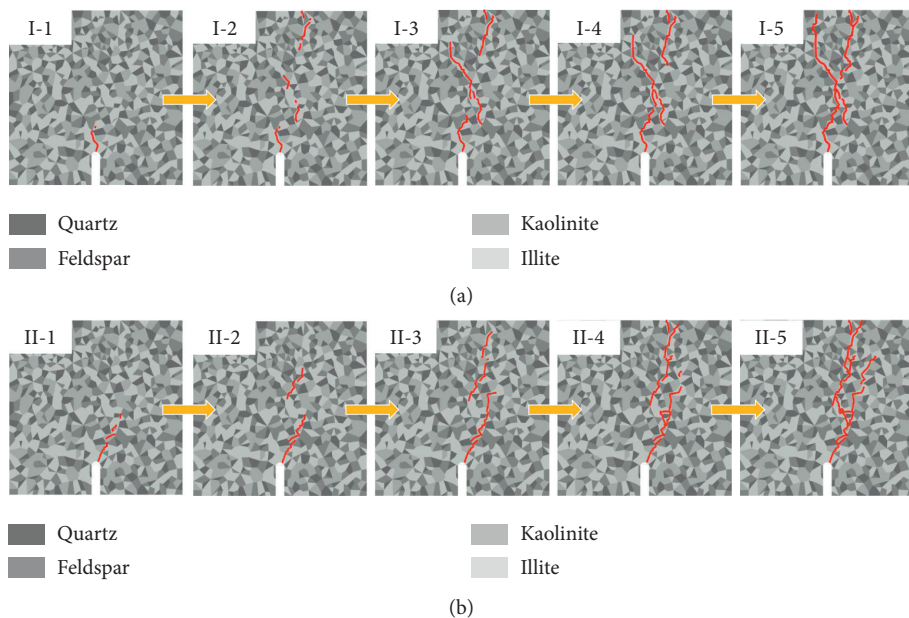 I-1 I-2 I-3 I-4 I-5
Quartz Kaolinite
Feldspar Illite
(a)
II-1 II-2 II-3 II-4 II-5
Quartz Kaolinite
Feldspar Illite
(b)